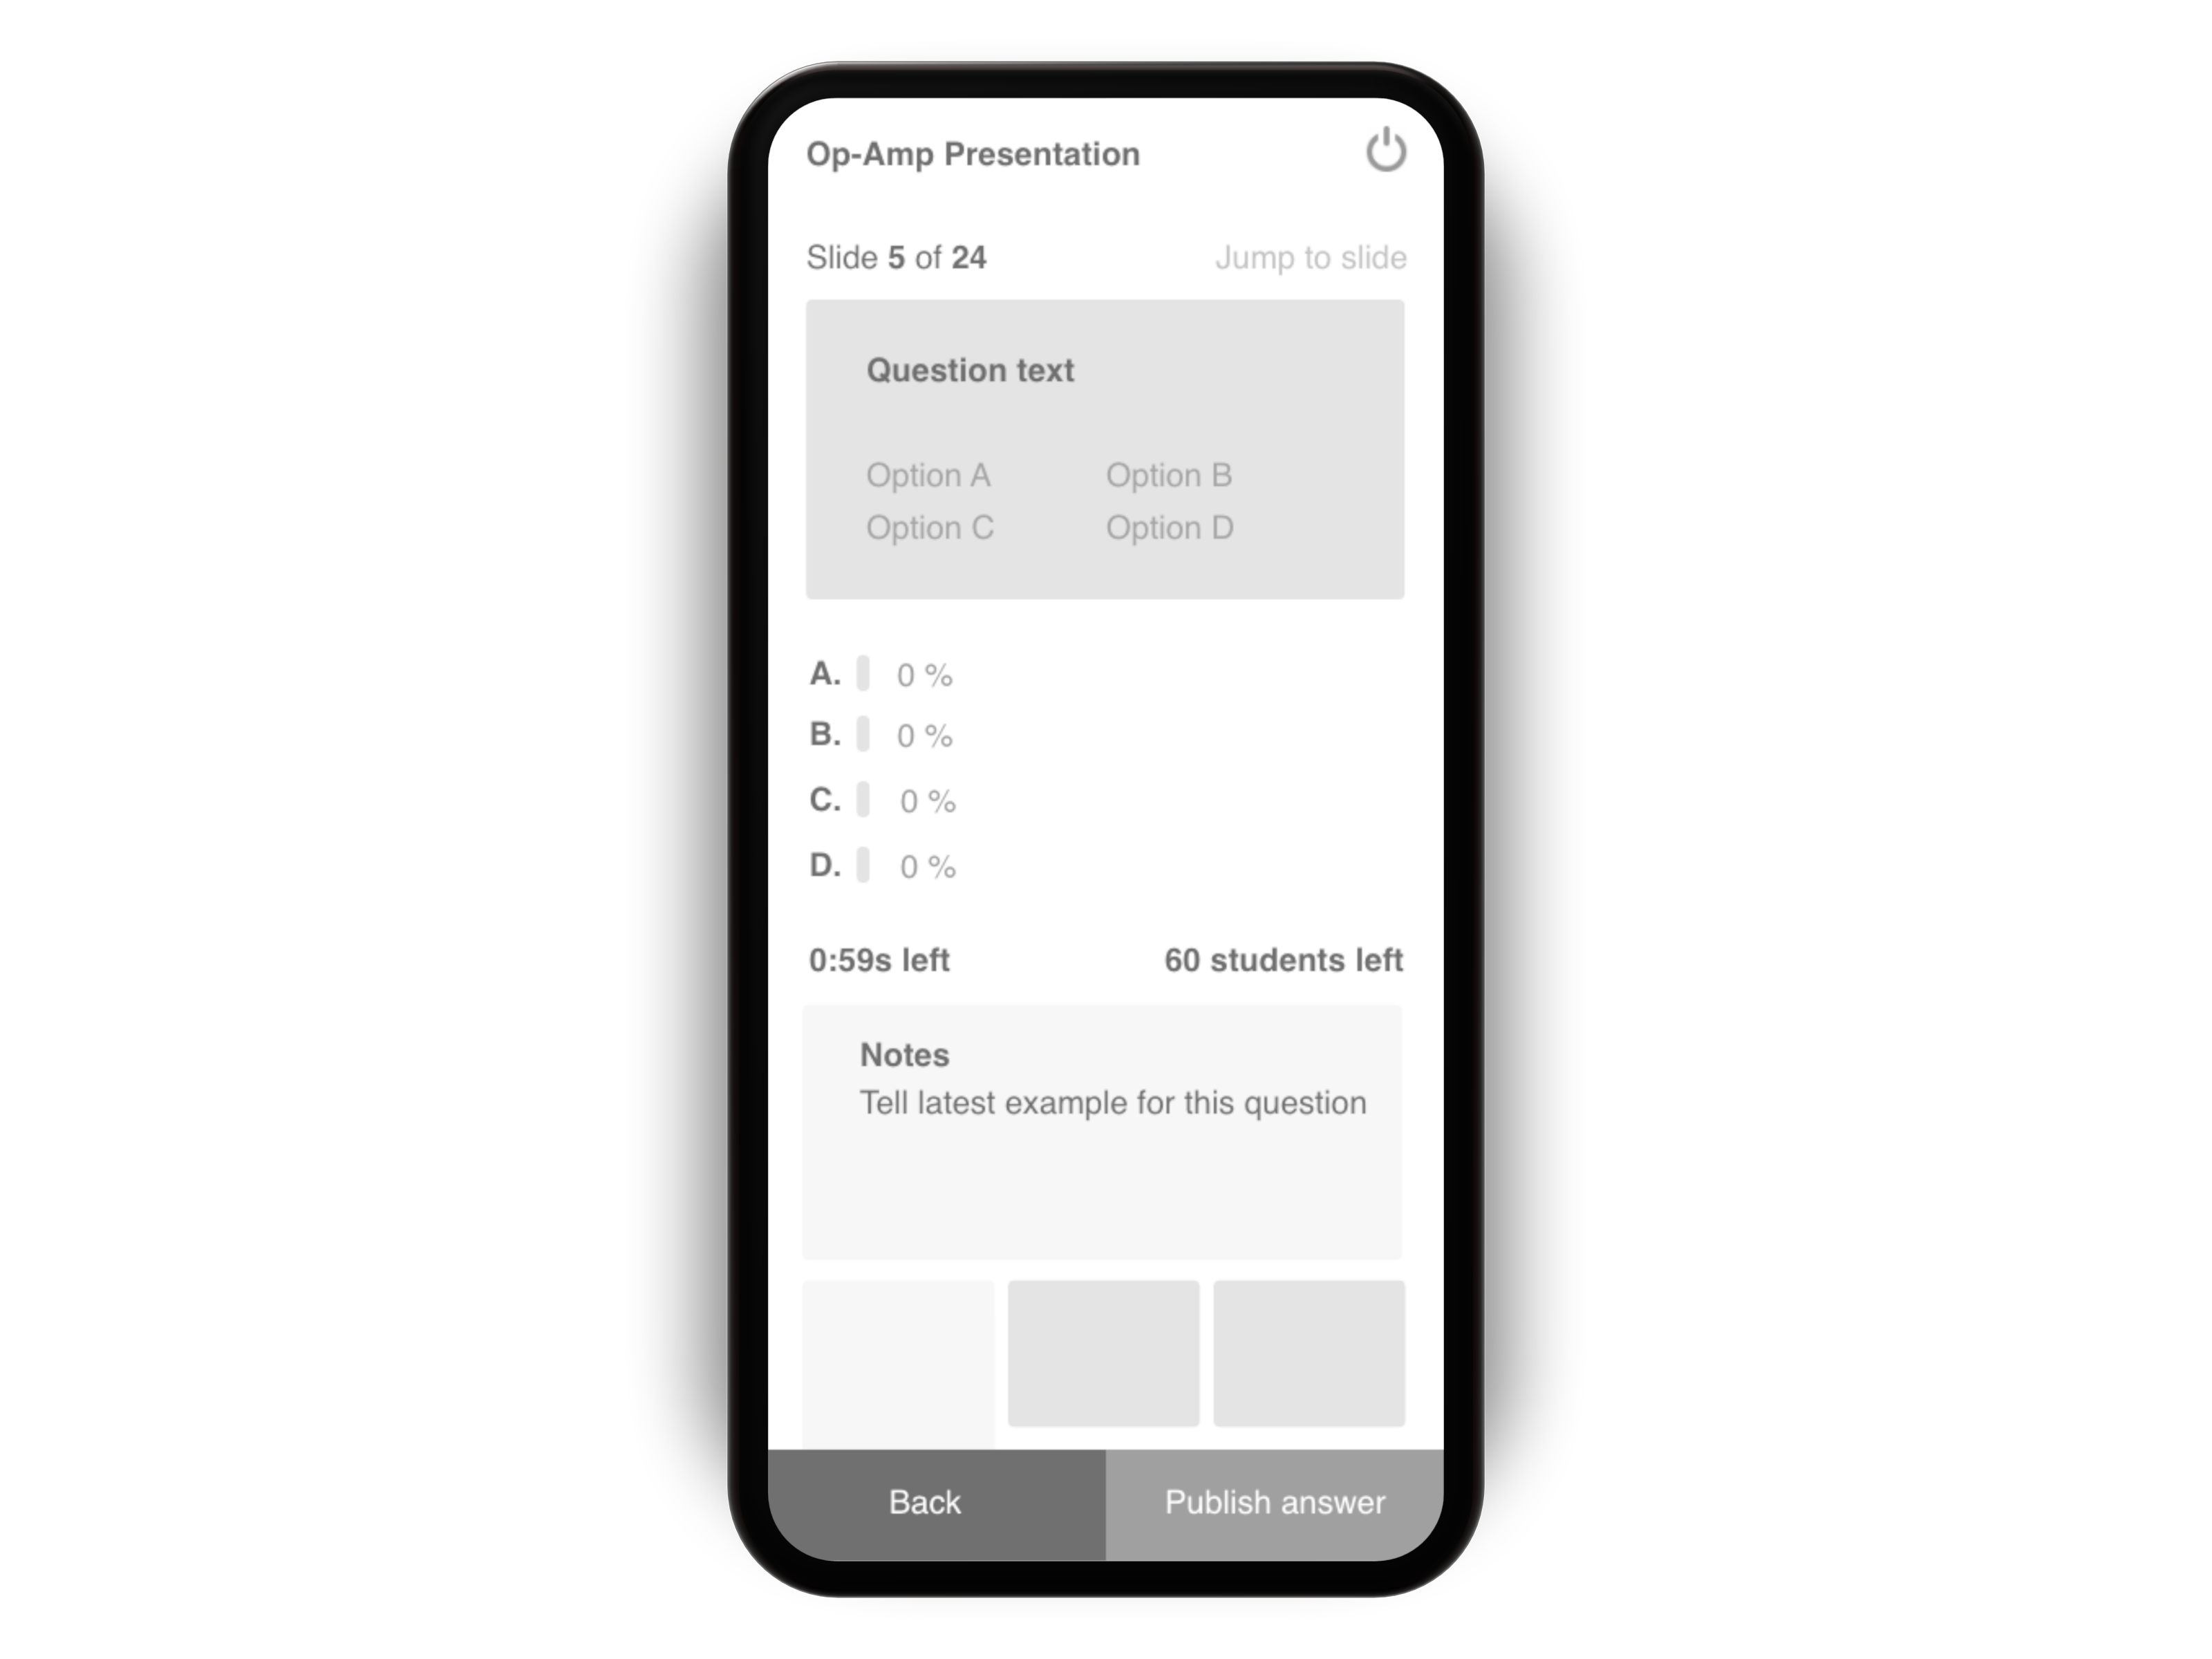 Op-Amp Presentation
Slide 5 of 24 Jump to slide
Question text
Option A Option B
Option C Option D
A. 0 %
B. 0 %
C. 0 %
D. 0 %
0:59s left 60 students left
Notes
Tell latest example for this question
Back Publish answer